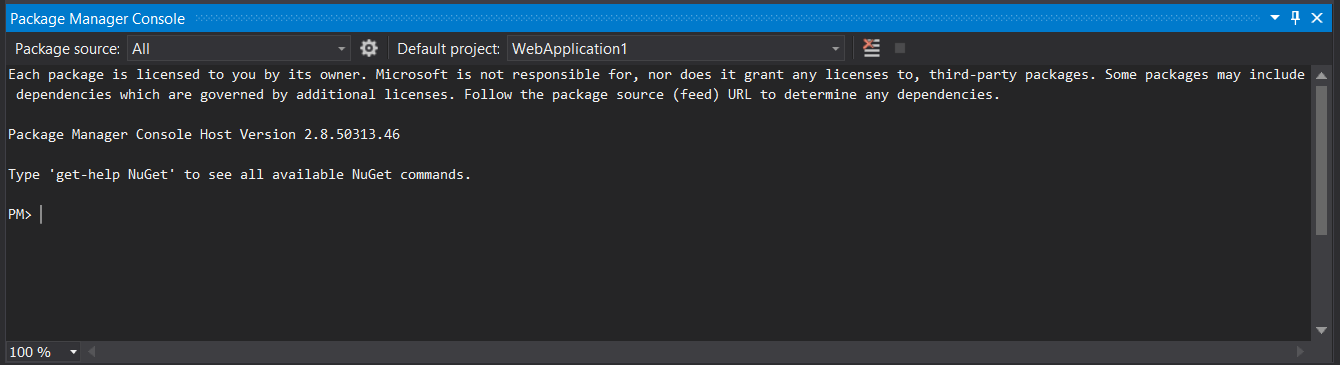 Package Manager Console
Package source: All Default project: WebApplication1
Each package is licensed to you by its owner. Microsoft is not responsible for, nor does it grant any licenses to, third-party packages. Some packages may include
dependencies which are governed by additional licenses. Follow the package source (feed) URL to determine any dependencies.
Package Manager Console Host Version 2.8.50313.46
Type 'get-help NuGet' to see all available NuGet commands.
PM>
100 %